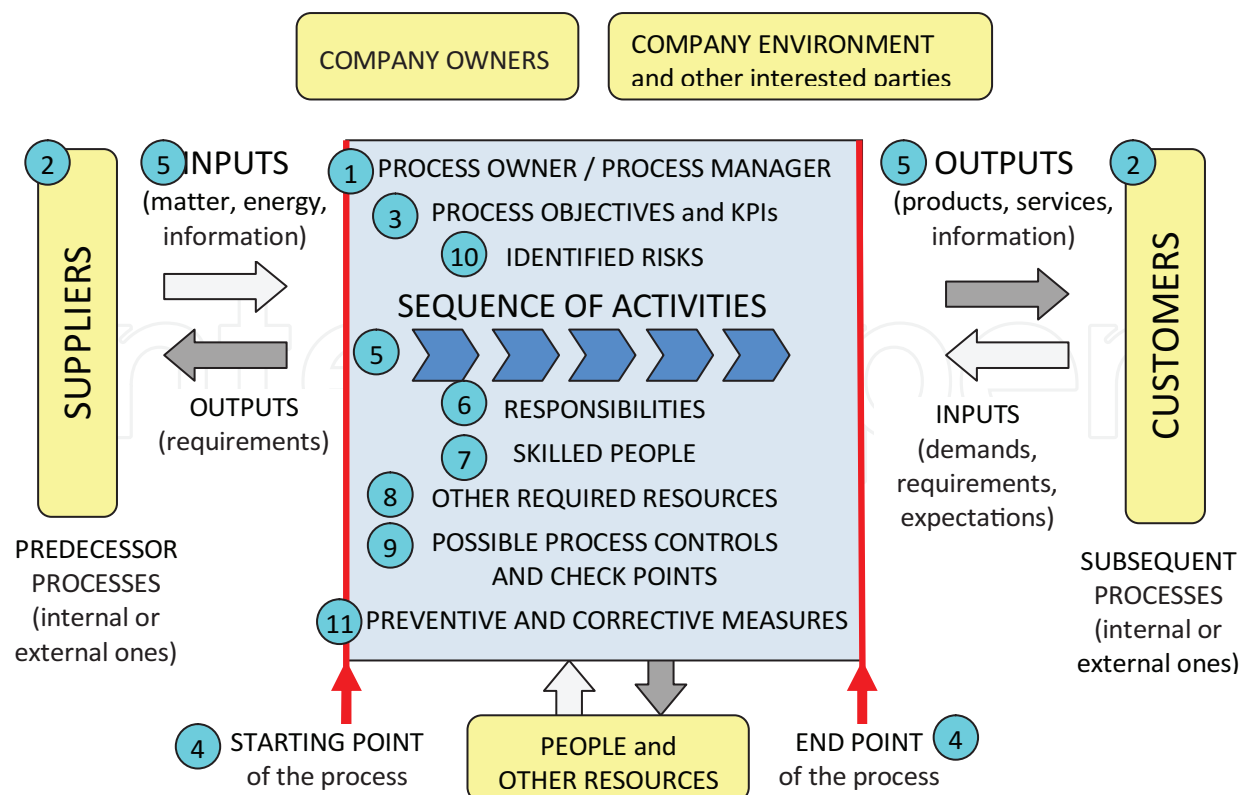 COMPANY OWNERS
COMPANY ENVIRONMENT
and other interested parties
2
SUPPLIERS
PREDECESSOR
PROCESSES
(internal or
external ones)
5
INPUTS
(matter, energy,
information)
OUTPUTS
(requirements)
1 PROCESS OWNER / PROCESS MANAGER
3 PROCESS OBJECTIVES and KPIs
10 IDENTIFIED RISKS
SEQUENCE OF ACTIVITIES
5
6 RESPONSIBILITIES
7 SKILLED PEOPLE
8 OTHER REQUIRED RESOURCES
9 POSSIBLE PROCESS CONTROLS
AND CHECK POINTS
11 PREVENTIVE AND CORRECTIVE MEASURES
5 OUTPUTS
(products, services,
information)
INPUTS
(demands,
requirements,
expectations)
2
CUSTOMERS
SUBSEQUENT
PROCESSES
(internal or
external ones)
4 STARTING POINT
of the process
PEOPLE and
OTHER RESOURCES
END POINT 4
of the process